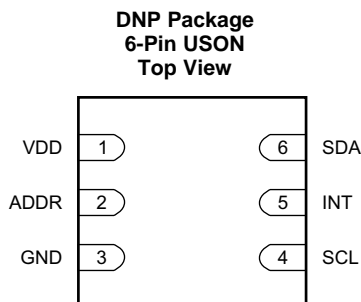 DNP Package
6-Pin USON
Top View
VDD 1 6 SDA
ADDR 2 5 INT
GND 3 4 SCL